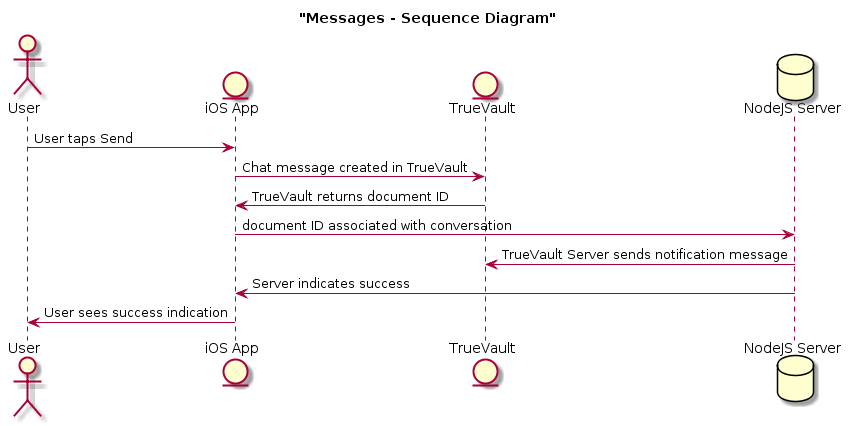 "Messages - Sequence Diagram"
User iOS App TrueVault NodeJS Server
User taps Send
Chat message created in TrueVault
TrueVault returns document ID
document ID associated with conversation
TrueVault Server sends notification message
Server indicates success
User sees success indication
User iOS App TrueVault NodeJS Server